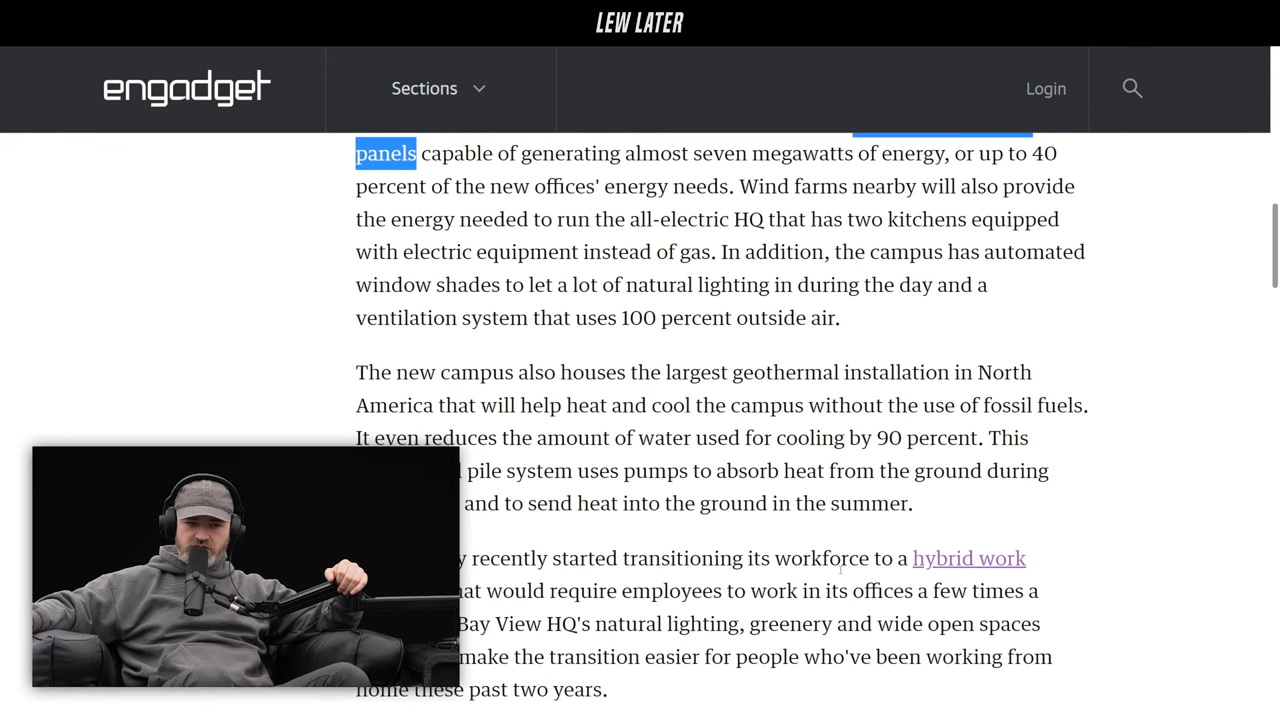 LEW LATER
engadget
Sections
Login
panels capable of generating almost seven megawatts of energy, or up to 40
percent of the new offices' energy needs. Wind farms nearby will also provide
the energy needed to run the all-electric HQ that has two kitchens equipped
with electric equipment instead of gas. In addition, the campus has automated
window shades to let a lot of natural lighting in during the day and a
ventilation system that uses 100 percent outside air.
The new campus also houses the largest geothermal installation in North
America that will help heat and cool the campus without the use of fossil fuels.
It even reduces the amount of water used for cooling by 90 percent. This
pile system uses pumps to absorb heat from the ground during
and to send heat into the ground in the summer.
recently started transitioning its workforce to a hybrid work
would require employees to work in its offices a few times a
Bay View HQ's natural lighting, greenery and wide open spaces
make the transition easier for people who've been working from
home these past two years.